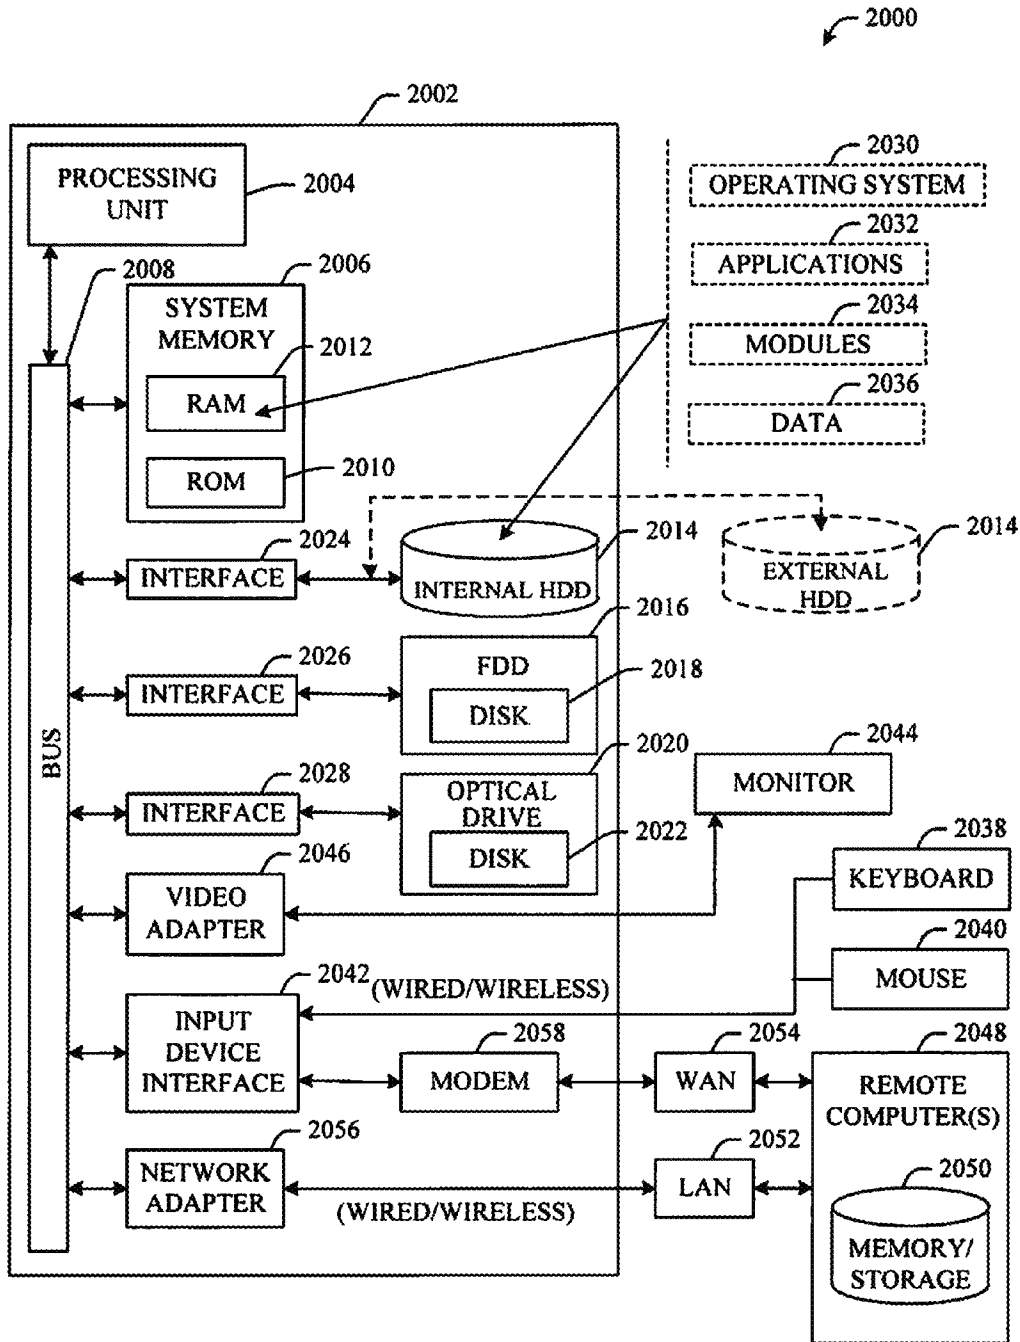 2000
2002
PROCESSING
UNIT
2004
2008
2006
SYSTEM
MEMORY
2012
RAM
2010
ROM
2030
OPERATING SYSTEM
2032
APPLICATIONS
2034
MODULES
2036
DATA
BUS
2024
INTERFACE
2014
INTERNAL HDD
2014
EXTERNAL
HDD
2026
INTERFACE
2016
FDD
2018
DISK
2028
INTERFACE
2020
OPTICAL
DRIVE
2022
DISK
2044
MONITOR
2046
VIDEO
ADAPTER
2038
KEYBOARD
2040
MOUSE
2042
(WIRED/WIRELESS)
INPUT
DEVICE
INTERFACE
2058
MODEM
2054
WAN
2048
REMOTE
COMPUTER(S)
2056
NETWORK
ADAPTER
(WIRED/WIRELESS)
2052
LAN
2050
MEMORY/
STORAGE